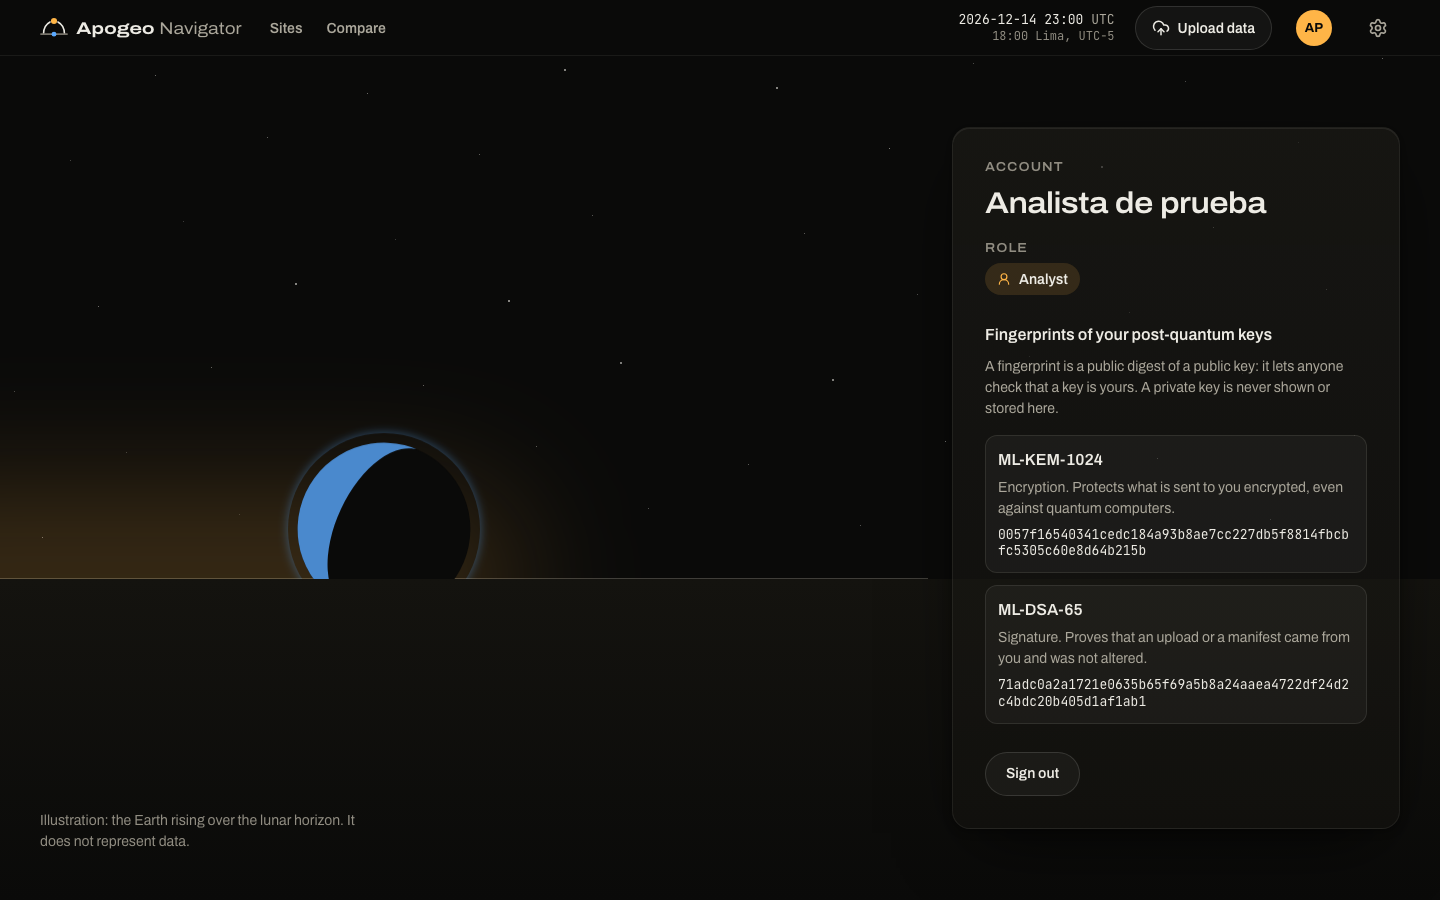 Apogeo Navigator
Sites
Compare
2026-12-14 23:00 UTC
18:00 Lima, UTC-5
Upload data
AP
ACCOUNT
Analista de prueba
ROLE
Analyst
Fingerprints of your post-quantum keys
A fingerprint is a public digest of a public key: it lets anyone
check that a key is yours. A private key is never shown or
stored here.
ML-KEM-1024
Encryption. Protects what is sent to you encrypted, even
against quantum computers.
0057f16540341cedc184a93b8ae7cc227db5f8814fbcb
fc5305c60e8d64b215b
ML-DSA-65
Signature. Proves that an upload or a manifest came from
you and was not altered.
71adc0a2a1721e0635b65f69a5b8a24aaea4722df24d2
c4bdc20b405d1af1ab1
Sign out
Illustration: the Earth rising over the lunar horizon. It
does not represent data.